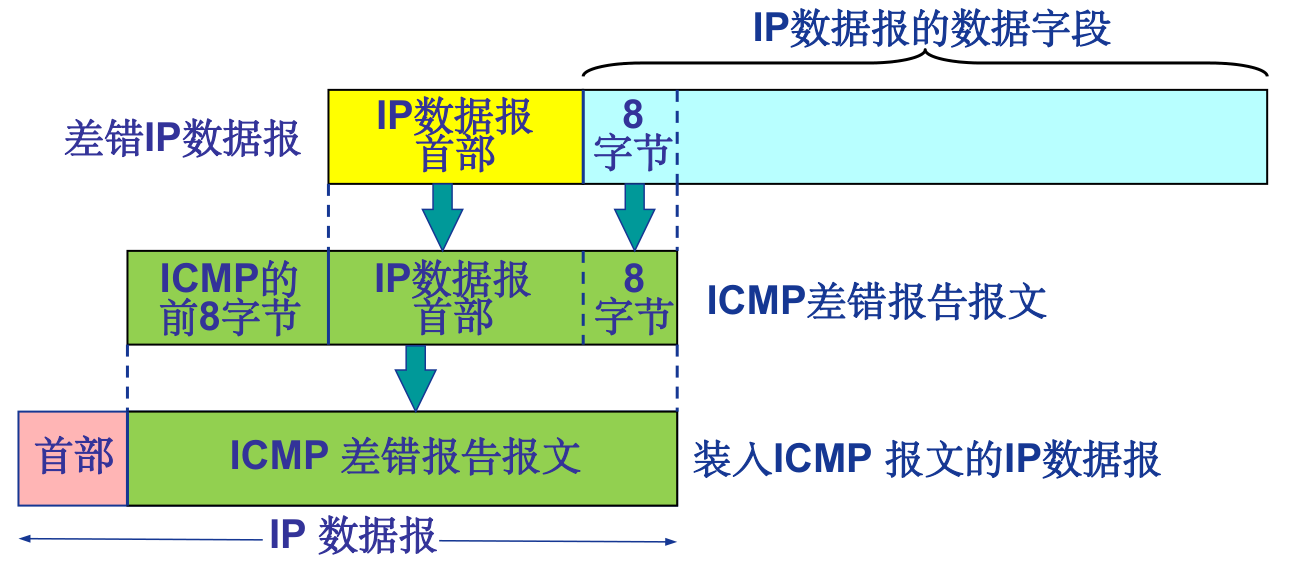 IP数据报的数据字段
差错IP数据报
IP数据报
首部
8
字节
ICMP的
前8字节
IP数据报
首部
8
字节
ICMP差错报告报文
首部
ICMP 差错报告报文
装入ICMP 报文的IP数据报
IP 数据报